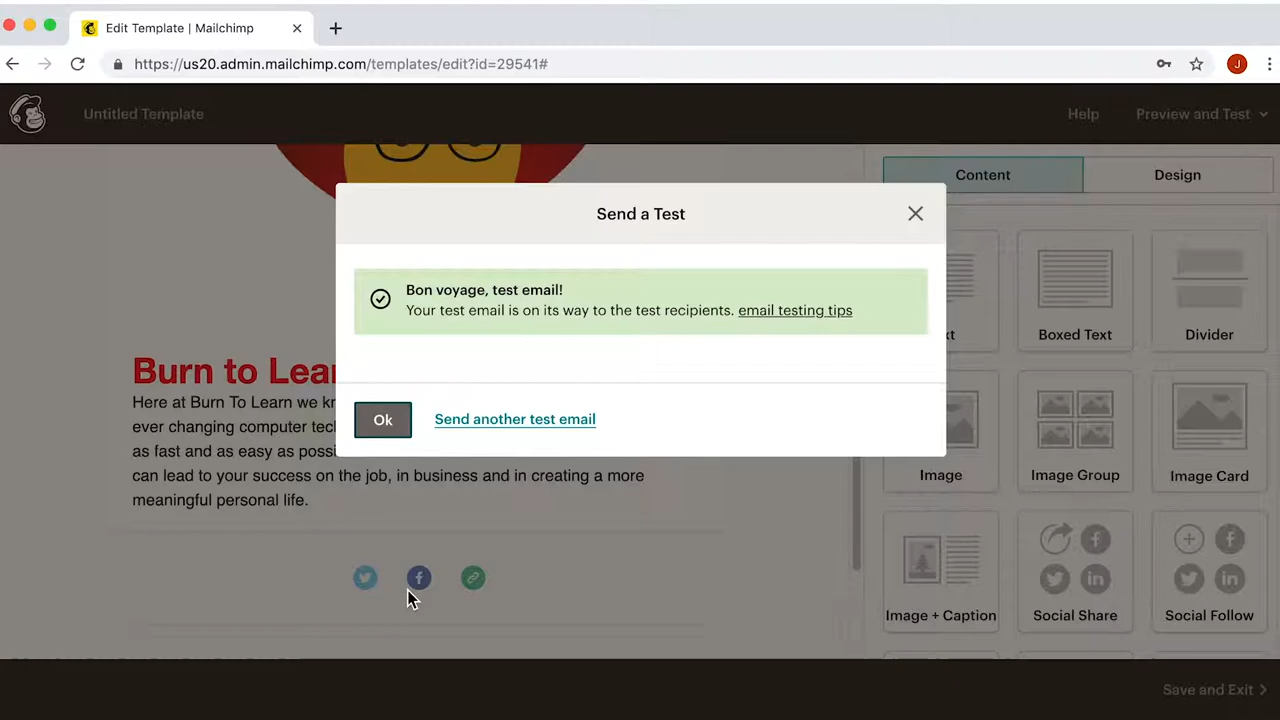 Edit Template | Mailchimp
https://us20.admin.mailchimp.com/templates/edit?id=29541#
J
Untitled Template
Help
Preview and Test
Content
Design
Send a Test
Bon voyage, test email!
Your test email is on its way to the test recipients. email testing tips
Ok
Send another test email
Burn to Lear
Here at Burn To Learn we kn
ever changing computer tec
as fast and as easy as possi
can lead to your success on the job, in business and in creating a more
meaningful personal life.
xt
Boxed Text
Divider
Image
Image Group
Image Card
Image + Caption
Social Share
Social Follow
Save and Exit